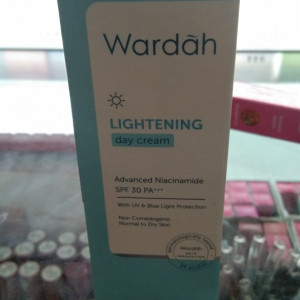 Wardah
LIGHTENING
day cream
Advanced Niacinamide
SPF 30 PA+++
With UV & Blue Light Protection
Non Comedogenic
Normal to Dry Skin